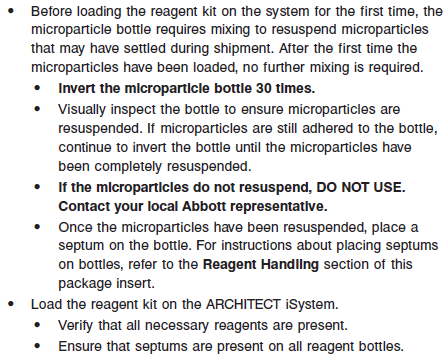 • Before loading the reagent kit on the system for the first time, the
microparticle bottle requires mixing to resuspend microparticles
that may have settled during shipment. After the first time the
microparticles have been loaded, no further mixing is required.
• Invert the microparticle bottle 30 times.
• Visually inspect the bottle to ensure microparticles are
resuspended. If microparticles are still adhered to the bottle,
continue to invert the bottle until the microparticles have
been completely resuspended.
• If the microparticles do not resuspend, DO NOT USE.
Contact your local Abbott representative.
• Once the microparticles have been resuspended, place a
septum on the bottle. For instructions about placing septums
on bottles, refer to the Reagent Handling section of this
package insert.
• Load the reagent kit on the ARCHITECT iSystem.
• Verify that all necessary reagents are present.
• Ensure that septums are present on all reagent bottles.